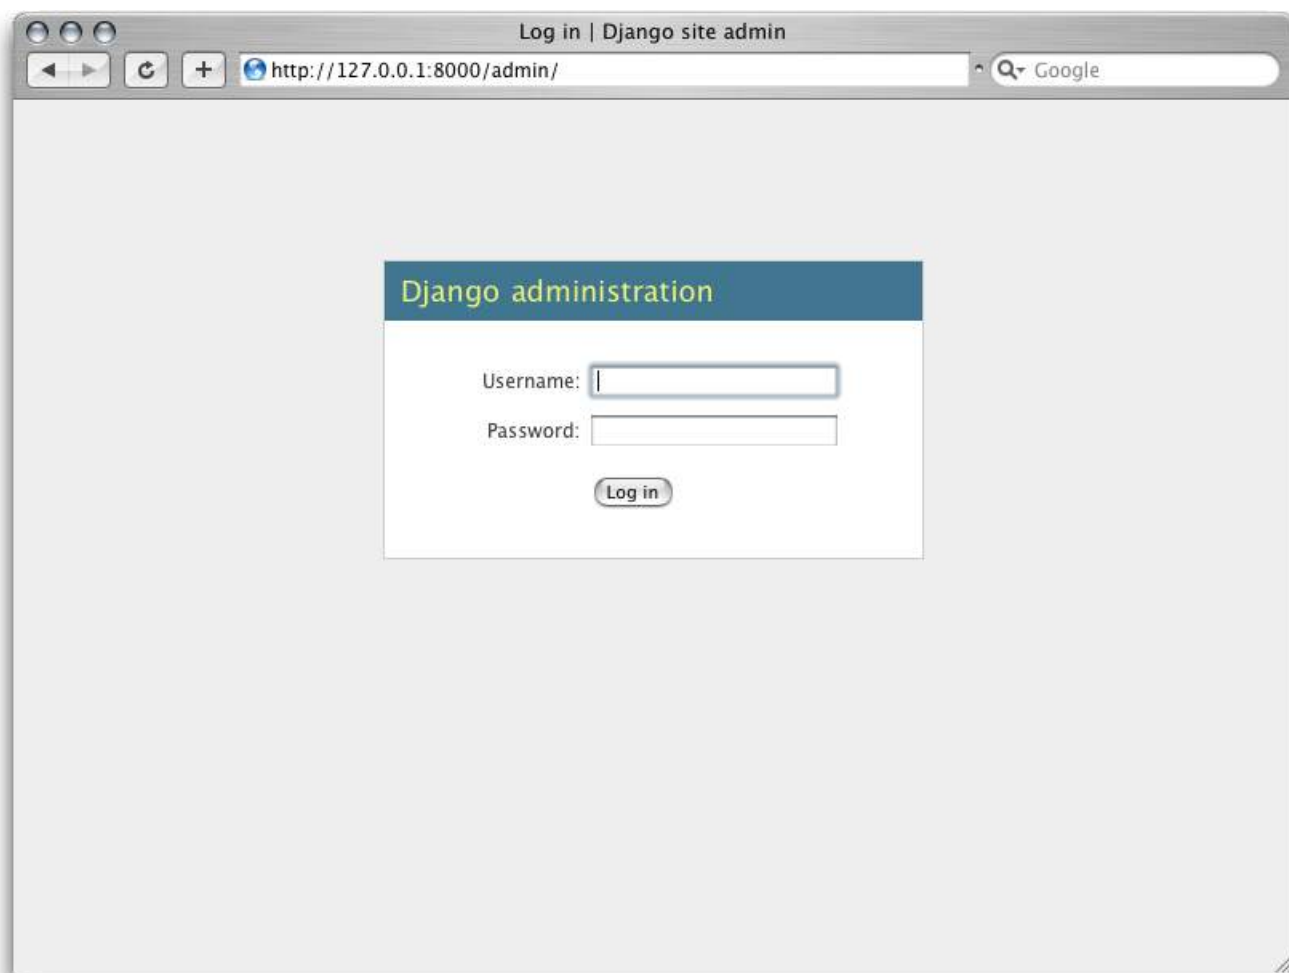 Log in | Django site admin
http://127.0.0.1:8000/admin/
Google
Django administration
Username:
Password:
Log in